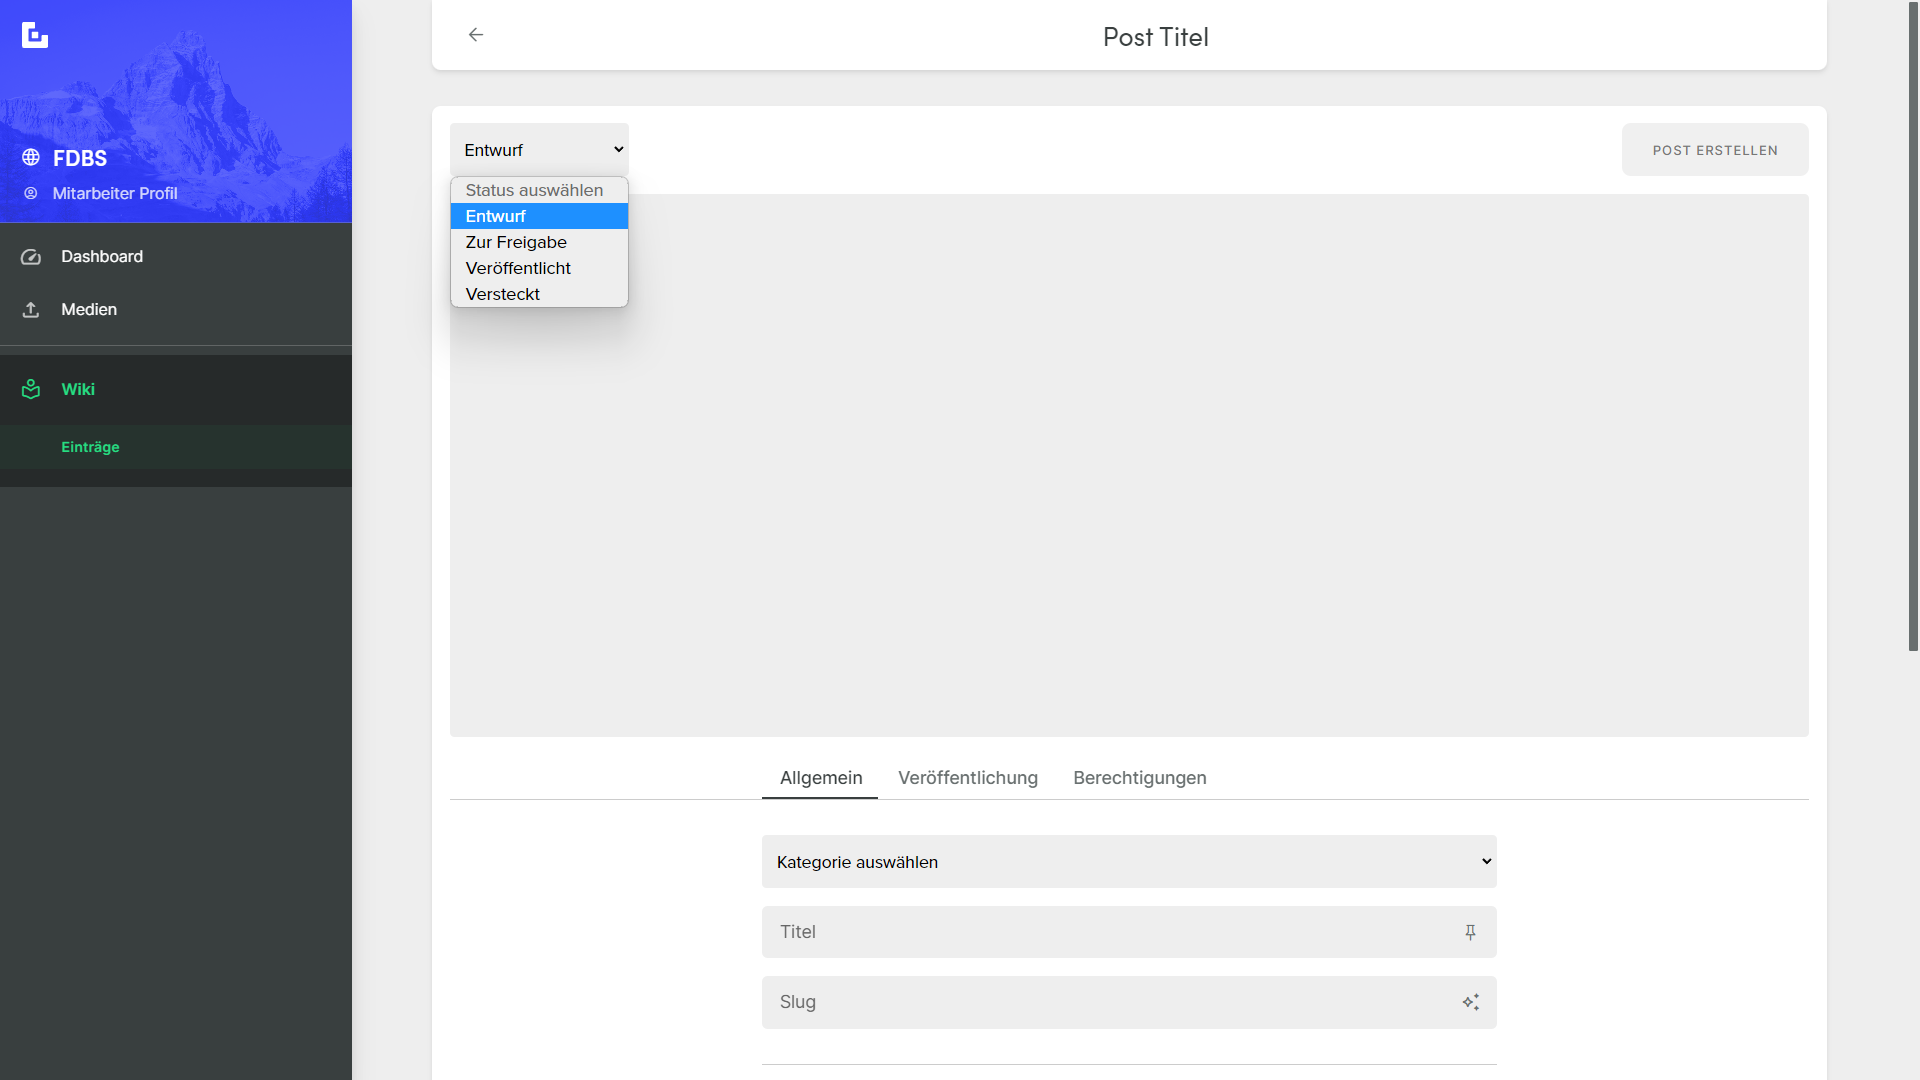 FDBS
Mitarbeiter Profil
Dashboard
Medien
Wiki
Einträge
Post Titel
Entwurf
POST ERSTELLEN
Status auswählen
Entwurf
Zur Freigabe
Veröffentlicht
Versteckt
Allgemein
Veröffentlichung
Berechtigungen
Kategorie auswählen
Titel
Slug